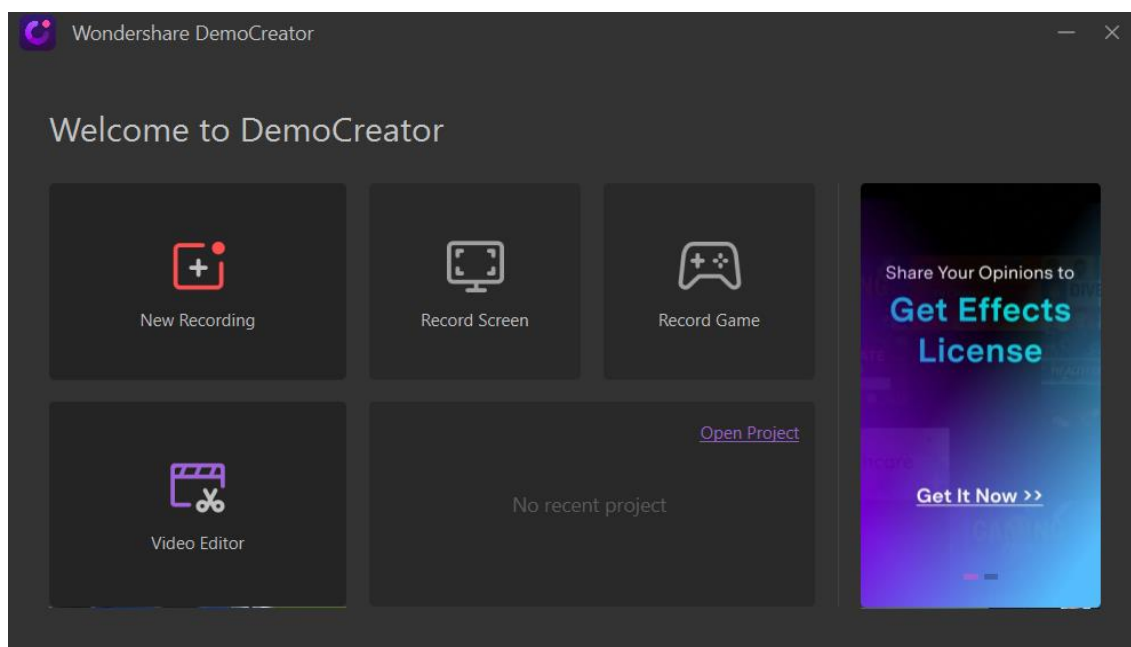 Wondershare DemoCreator
Welcome to DemoCreator
New Recording
Record Screen
Record Game
Video Editor
Open Project
No recent project
Share Your Opinions to
Get Effects
License
Get It Now >>